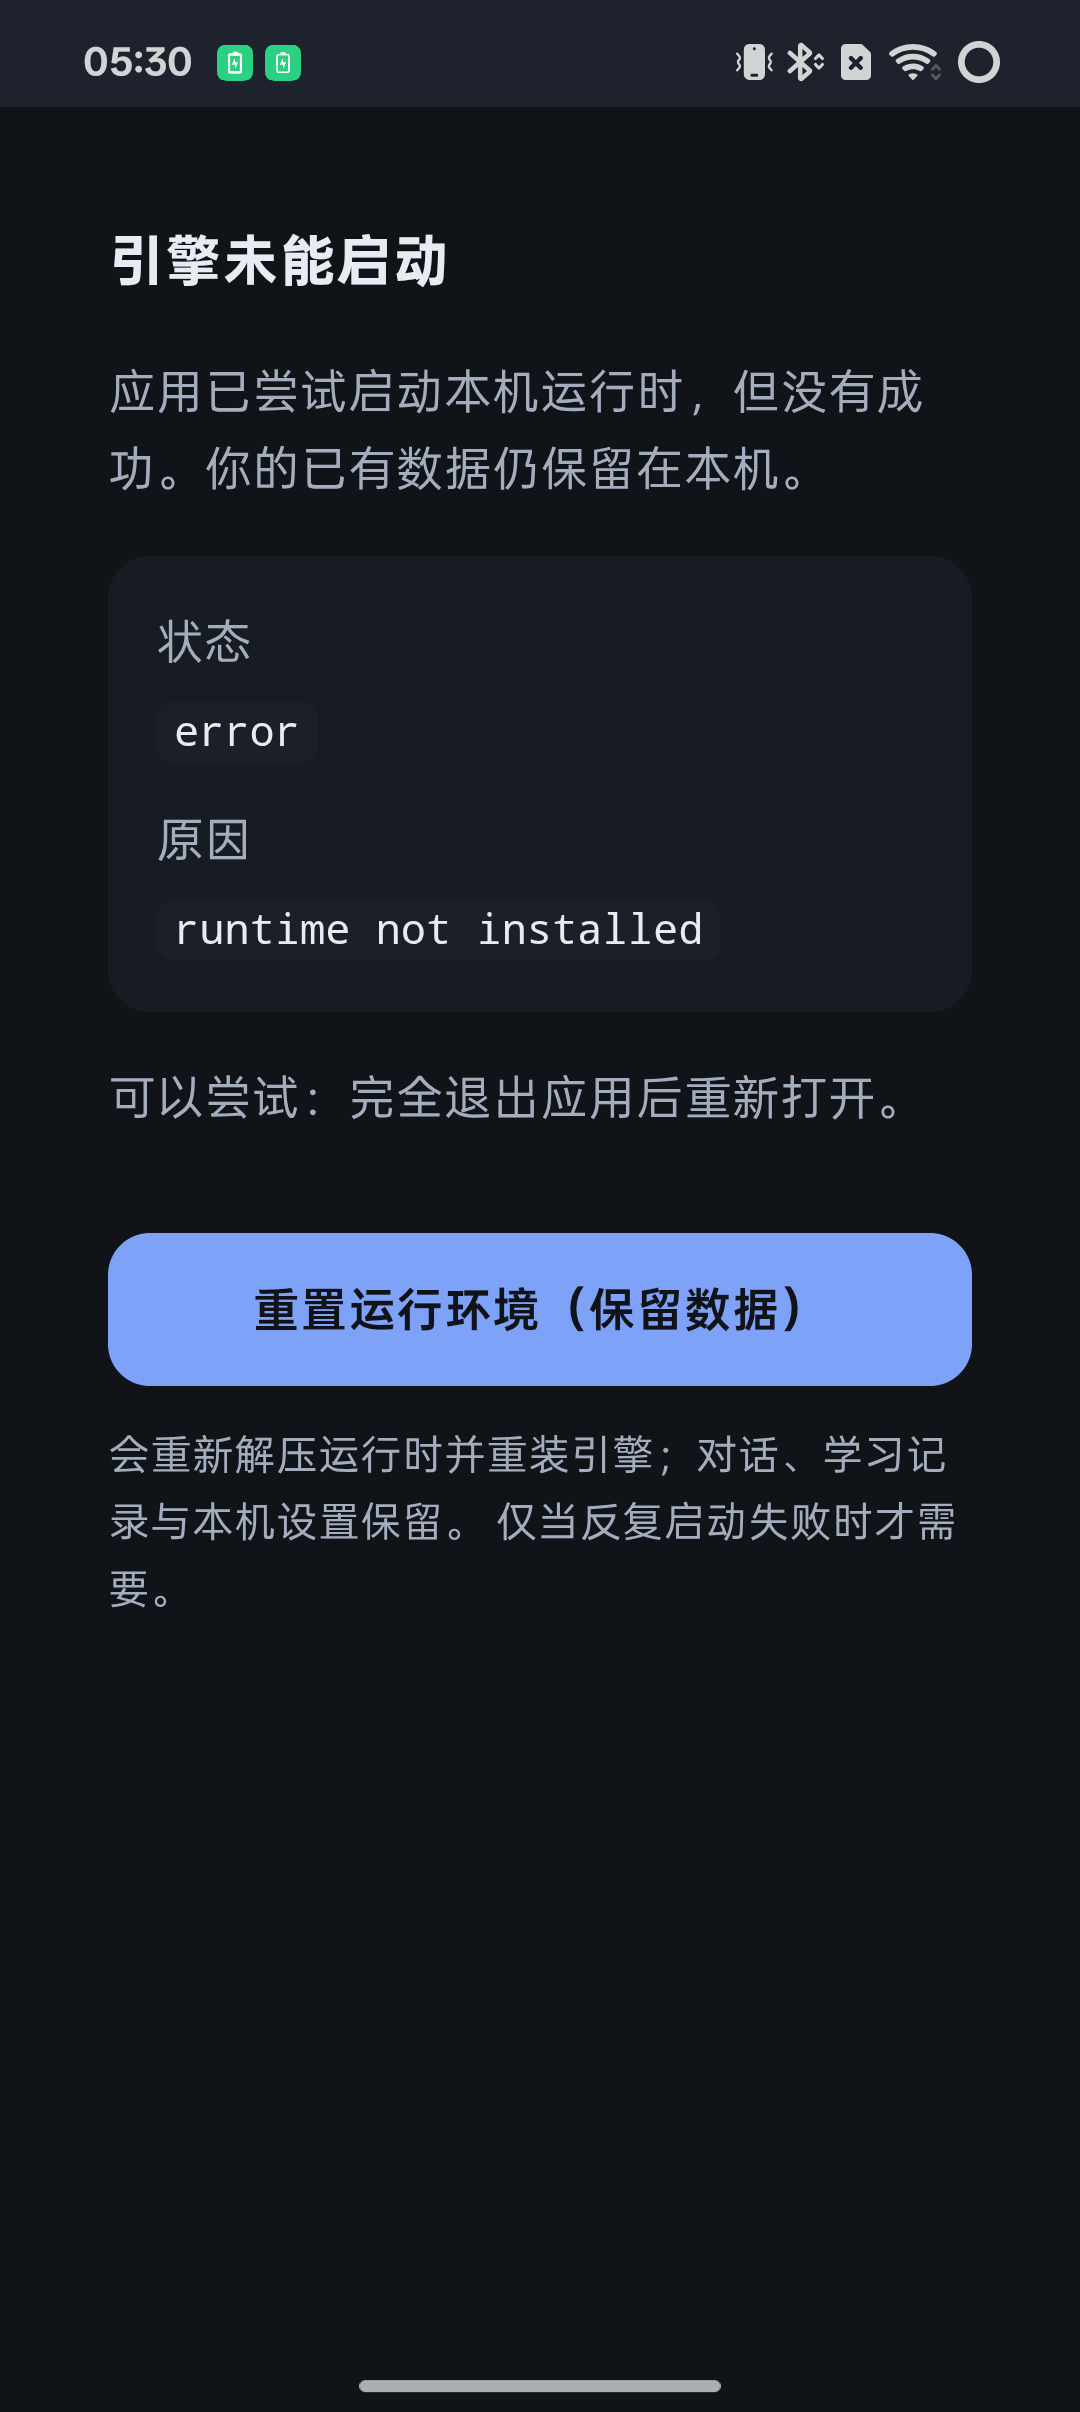 05:30
引擎未能启动
应用已尝试启动本机运行时，但没有成
功。你的已有数据仍保留在本机。
状态
error
原因
runtime not installed
可以尝试：完全退出应用后重新打开。
重置运行环境（保留数据）
会重新解压运行时并重装引擎；对话、学习记
录与本机设置保留。 仅当反复启动失败时才需
要。